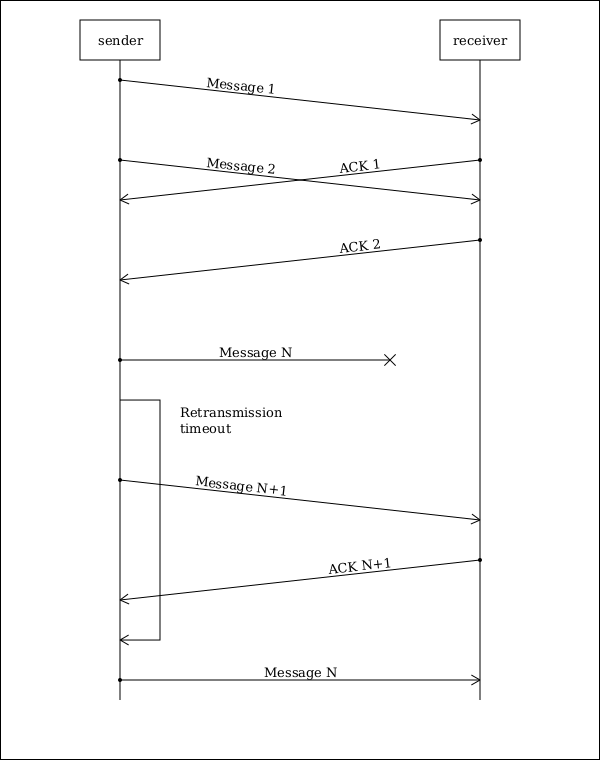 sender
receiver
Message 1
Message 2
ACK 1
ACK 2
Message N
Retransmission
timeout
Message N+1
ACK N+1
Message N